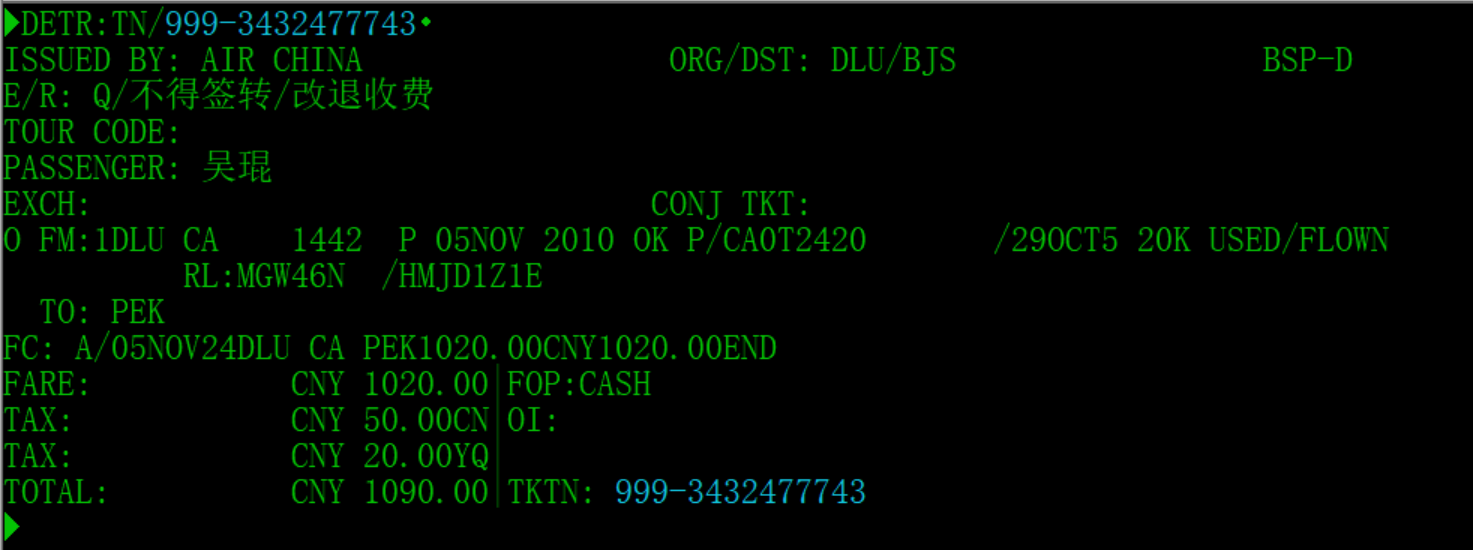 DETR:TN/999-3432477743
ISSUED BY: AIR CHINA ORG/DST: DLU/BJS BSP-D
E/R: Q/不得签转/改退收费
TOUR CODE:
PASSENGER: 吴琨
EXCH: CONJ TKT:
O FM:1DLU CA 1442 P 05NOV 2010 OK P/CA0T2420 /29OCT5 20K USED/FLOWN
RL:MGW46N /HMJD1Z1E
TO: PEK
FC: A/05NOV24DLU CA PEK1020.00CNY1020.00END
FARE: CNY 1020.00 FOP:CASH
TAX: CNY 50.00CN OI:
TAX: CNY 20.00YQ
TOTAL: CNY 1090.00 TKTN: 999-3432477743